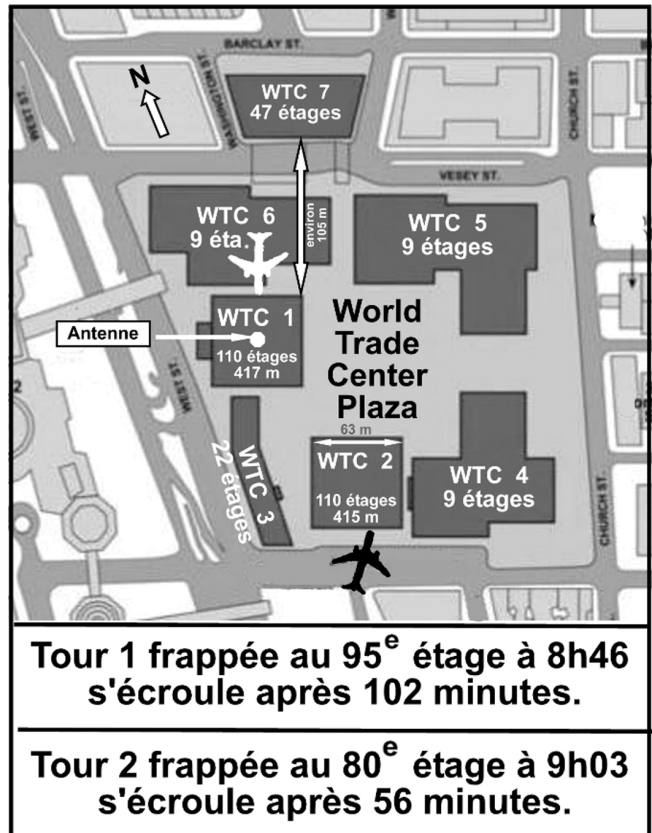 BARCLAY ST.
N
WEST ST.
WASHINGTON ST.
WTC 7
47 étages
CHURCH ST.
VESEY ST.
WTC 6
9 éta.
environ
105 m
WTC 5
9 étages
WTC 1
Antenne
110 étages
417 m
World
Trade
Center
Plaza
WEST ST.
63 m
WTC 3
22 étages
WTC 2
110 étages
415 m
WTC 4
9 étages
CHURCH ST.
Tour 1 frappée au 95e étage à 8h46
s'écroule après 102 minutes.
Tour 2 frappée au 80e étage à 9h03
s'écroule après 56 minutes.